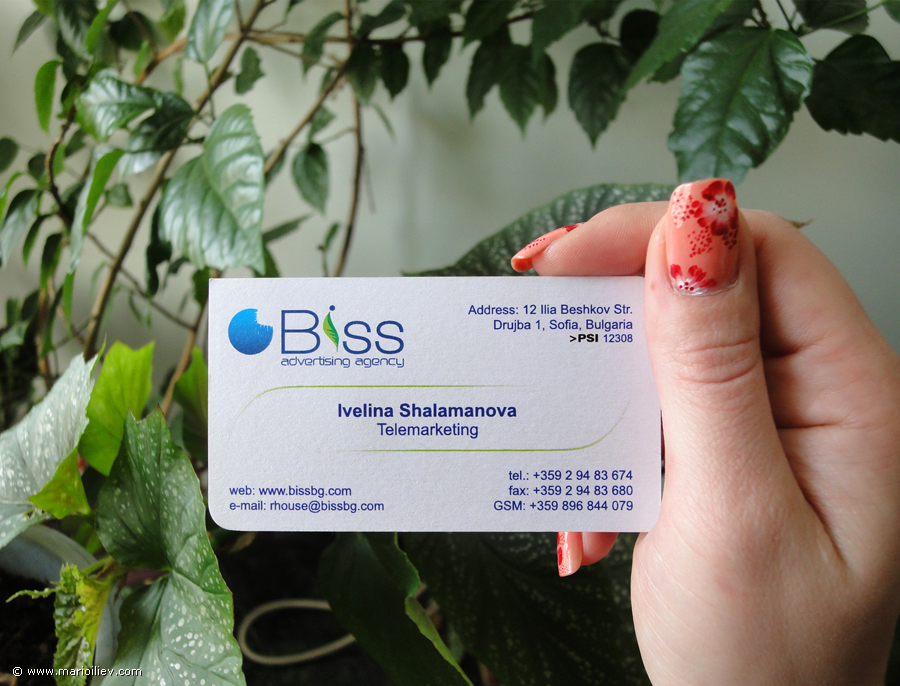 Biss
advertising agency
Address: 12 Ilia Beshkov Str.
Drujba 1, Sofia, Bulgaria
>PSI 12308
Ivelina Shalamanova
Telemarketing
web: www.bissbg.com
e-mail: rhouse@bissbg.com
tel.: +359 2 94 83 674
fax: +359 2 94 83 680
GSM: +359 896 844 079
© www.marioiliev.com